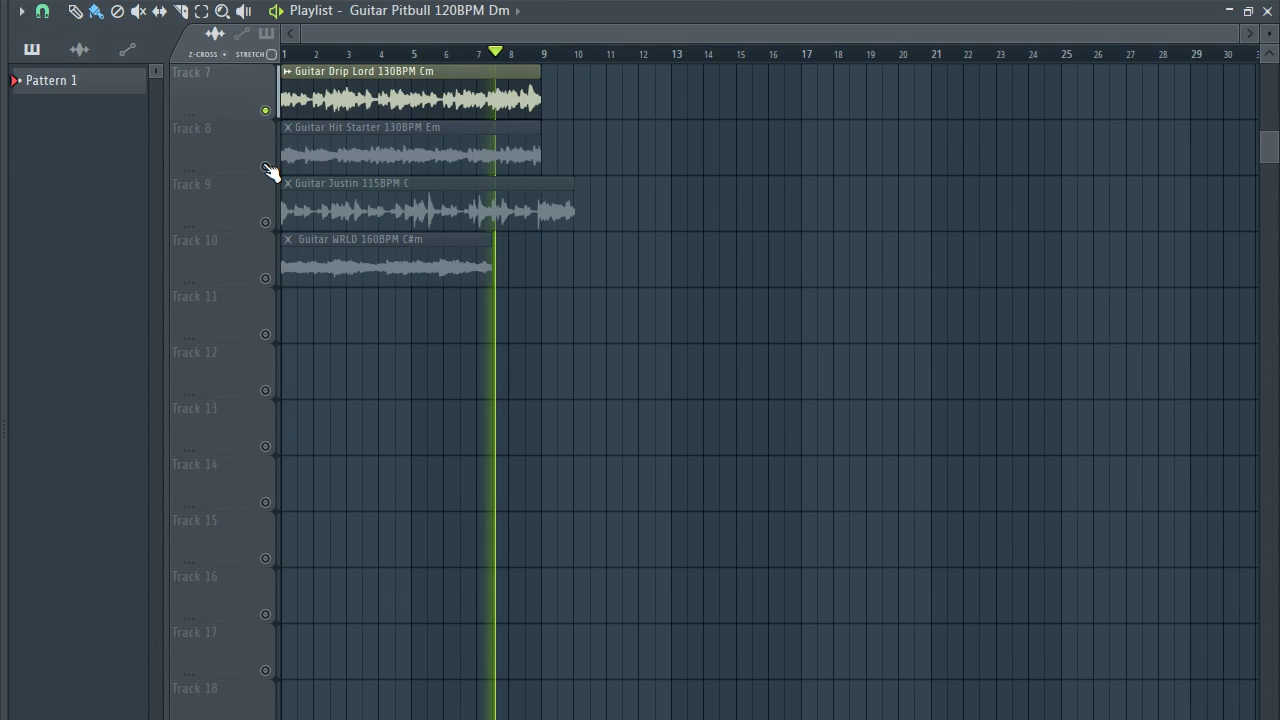 Playlist - Guitar Pitbull 120BPM Dm
Z-CROSS STRETCH
1 2 3 4 5 6 7 8 9 10 11 12 13 14 15 16 17 18 19 20 21 22 23 24 25 26 27 28 29 30
Pattern 1
Track 7
Guitar Drip Lord 130BPM Cm
Track 8
Guitar Hit Starter 130BPM Em
Track 9
Guitar Justin 115BPM C
Track 10
Guitar WRLD 160BPM C#m
Track 11
Track 12
Track 13
Track 14
Track 15
Track 16
Track 17
Track 18